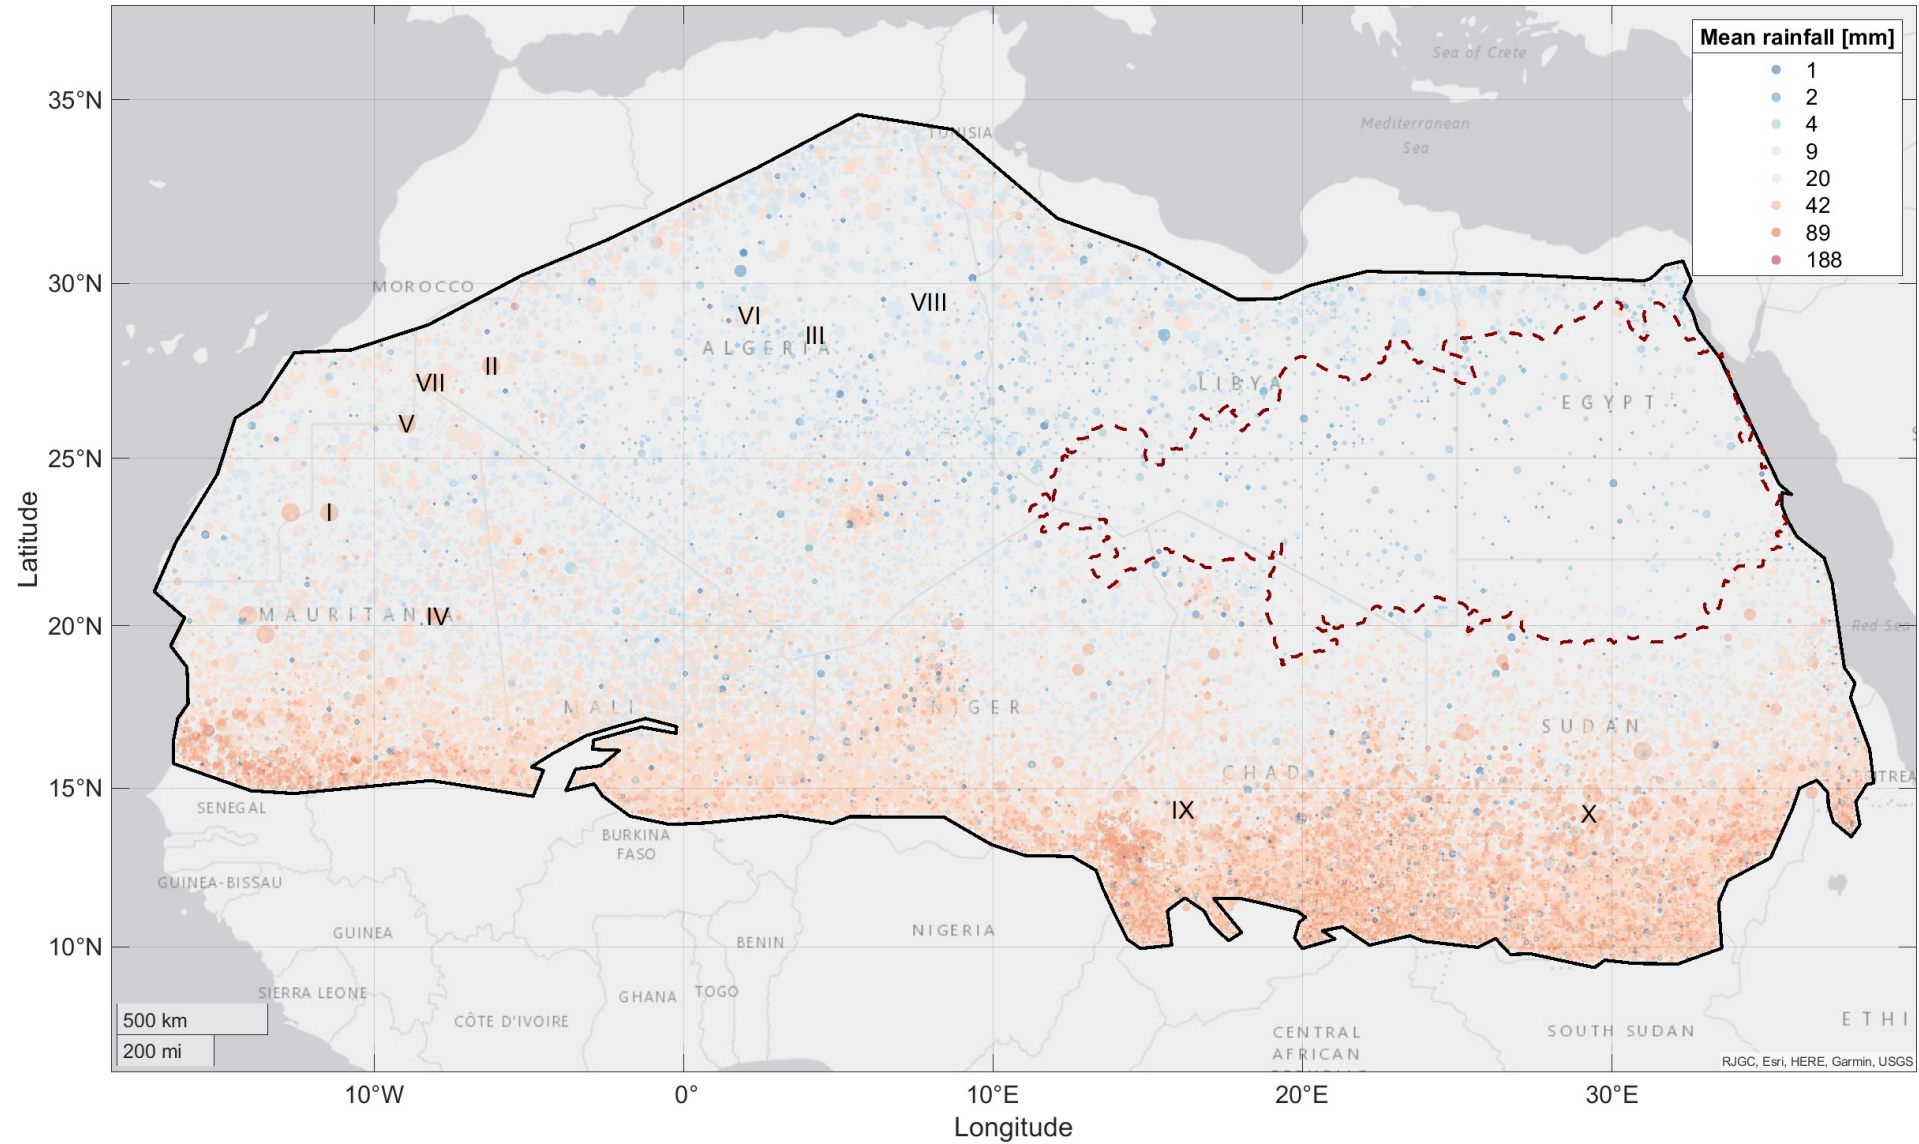 Mean rainfall [mm]
1
2
4
9
20
42
89
188
Sea of Crete
Mediterranean
Sea
TUNISIA
35°N
30°N
25°N
20°N
15°N
10°N
Latitude
MOROCCO
VIII
VI
III
ALGERIA
II
VII
V
LIBYA
EGYPT
I
MAURITANIA
IV
Red Sea
MALI
NIGER
SUDAN
CHAD
ERITREA
SENEGAL
IX
X
BURKINA
FASO
GUINEA-BISSAU
GUINEA
BENIN
NIGERIA
SIERRA LEONE
GHANA
TOGO
CÔTE D'IVOIRE
CENTRAL
AFRICAN
SOUTH SUDAN
ETHI
500 km
200 mi
RJGC, Esri, HERE, Garmin, USGS
10°W
0°
10°E
20°E
30°E
Longitude